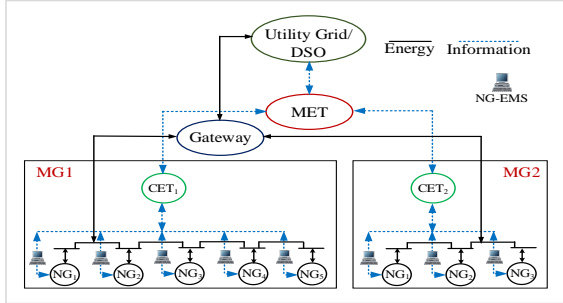 Utility Grid/
DSO
Energy Information
NG-EMS
MET
Gateway
MG1
MG2
CET1
CET2
NG1
NG2
NG3
NG4
NG5
NG1
NG2
NG3